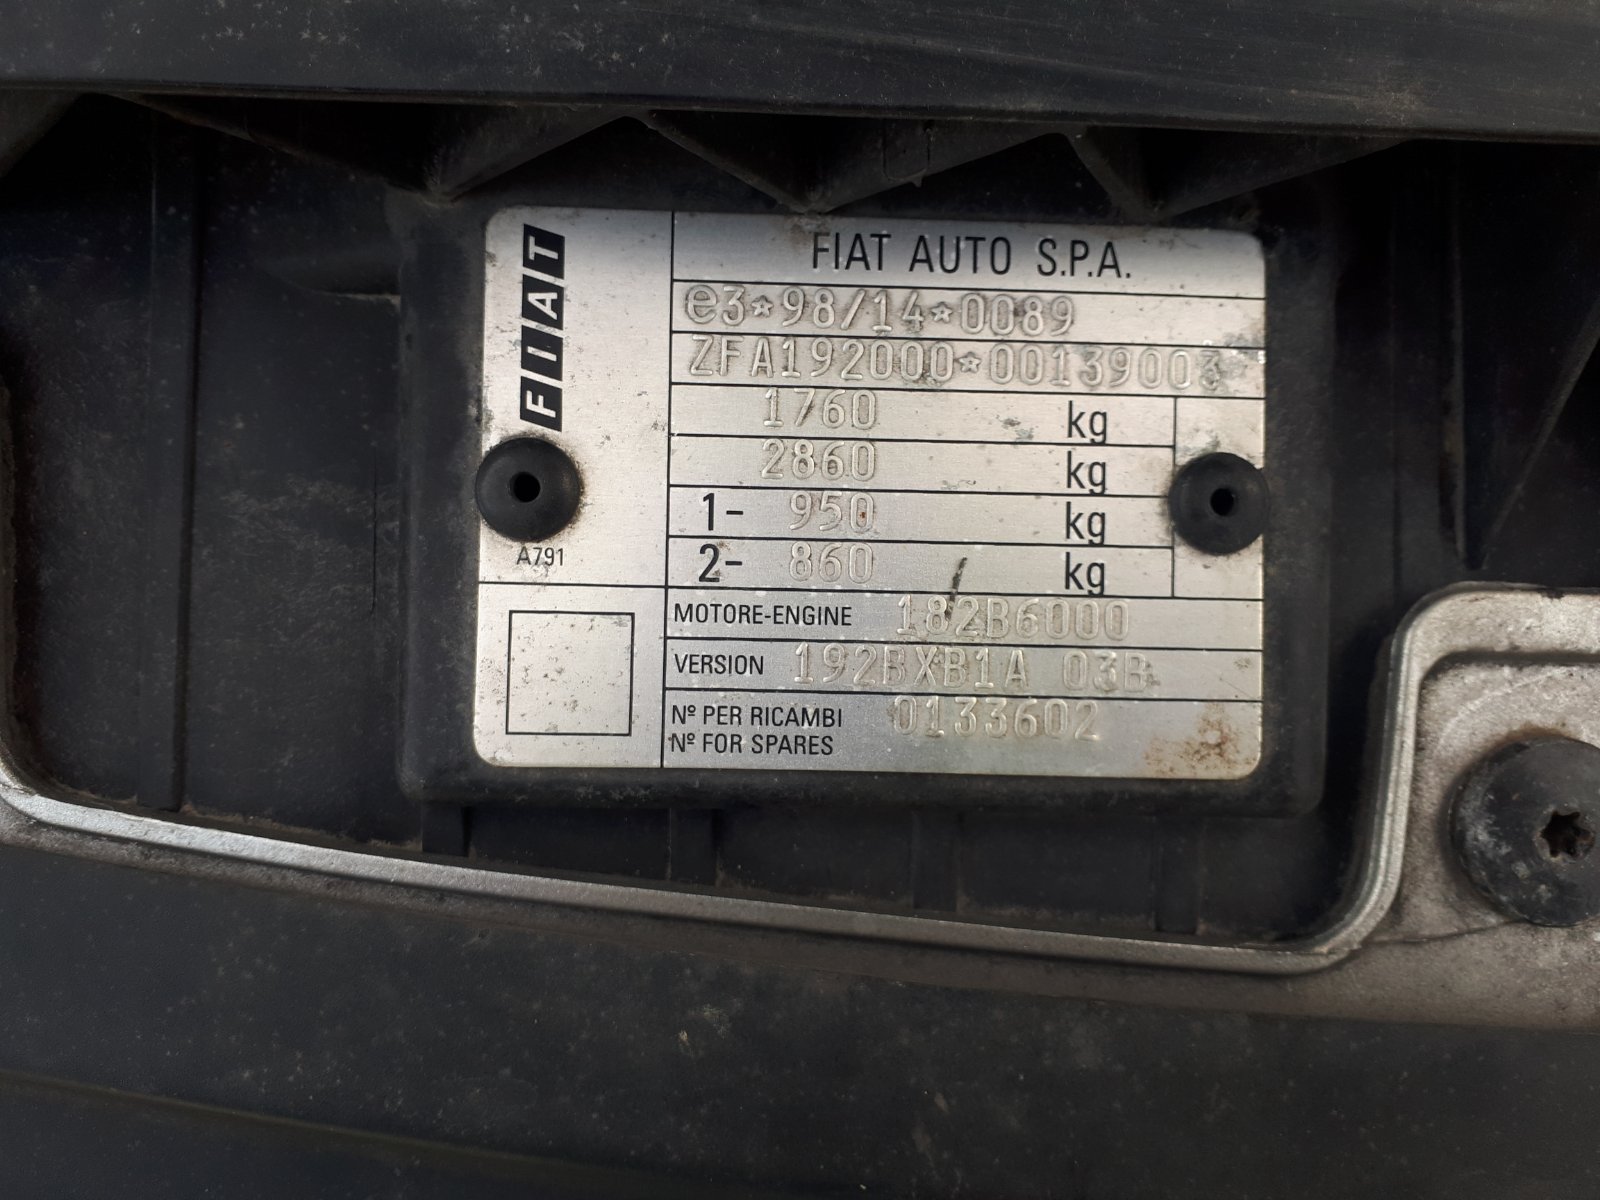 FIAT
FIAT AUTO S.P.A.
e3*98/14*0089
ZFA192000*00139003*
1760 kg
2860 kg
1- 950 kg
2- 860 kg
A791
MOTORE-ENGINE 182B6000
VERSION 192BXB1A 03B
Nº PER RICAMBI 0133602
Nº FOR SPARES